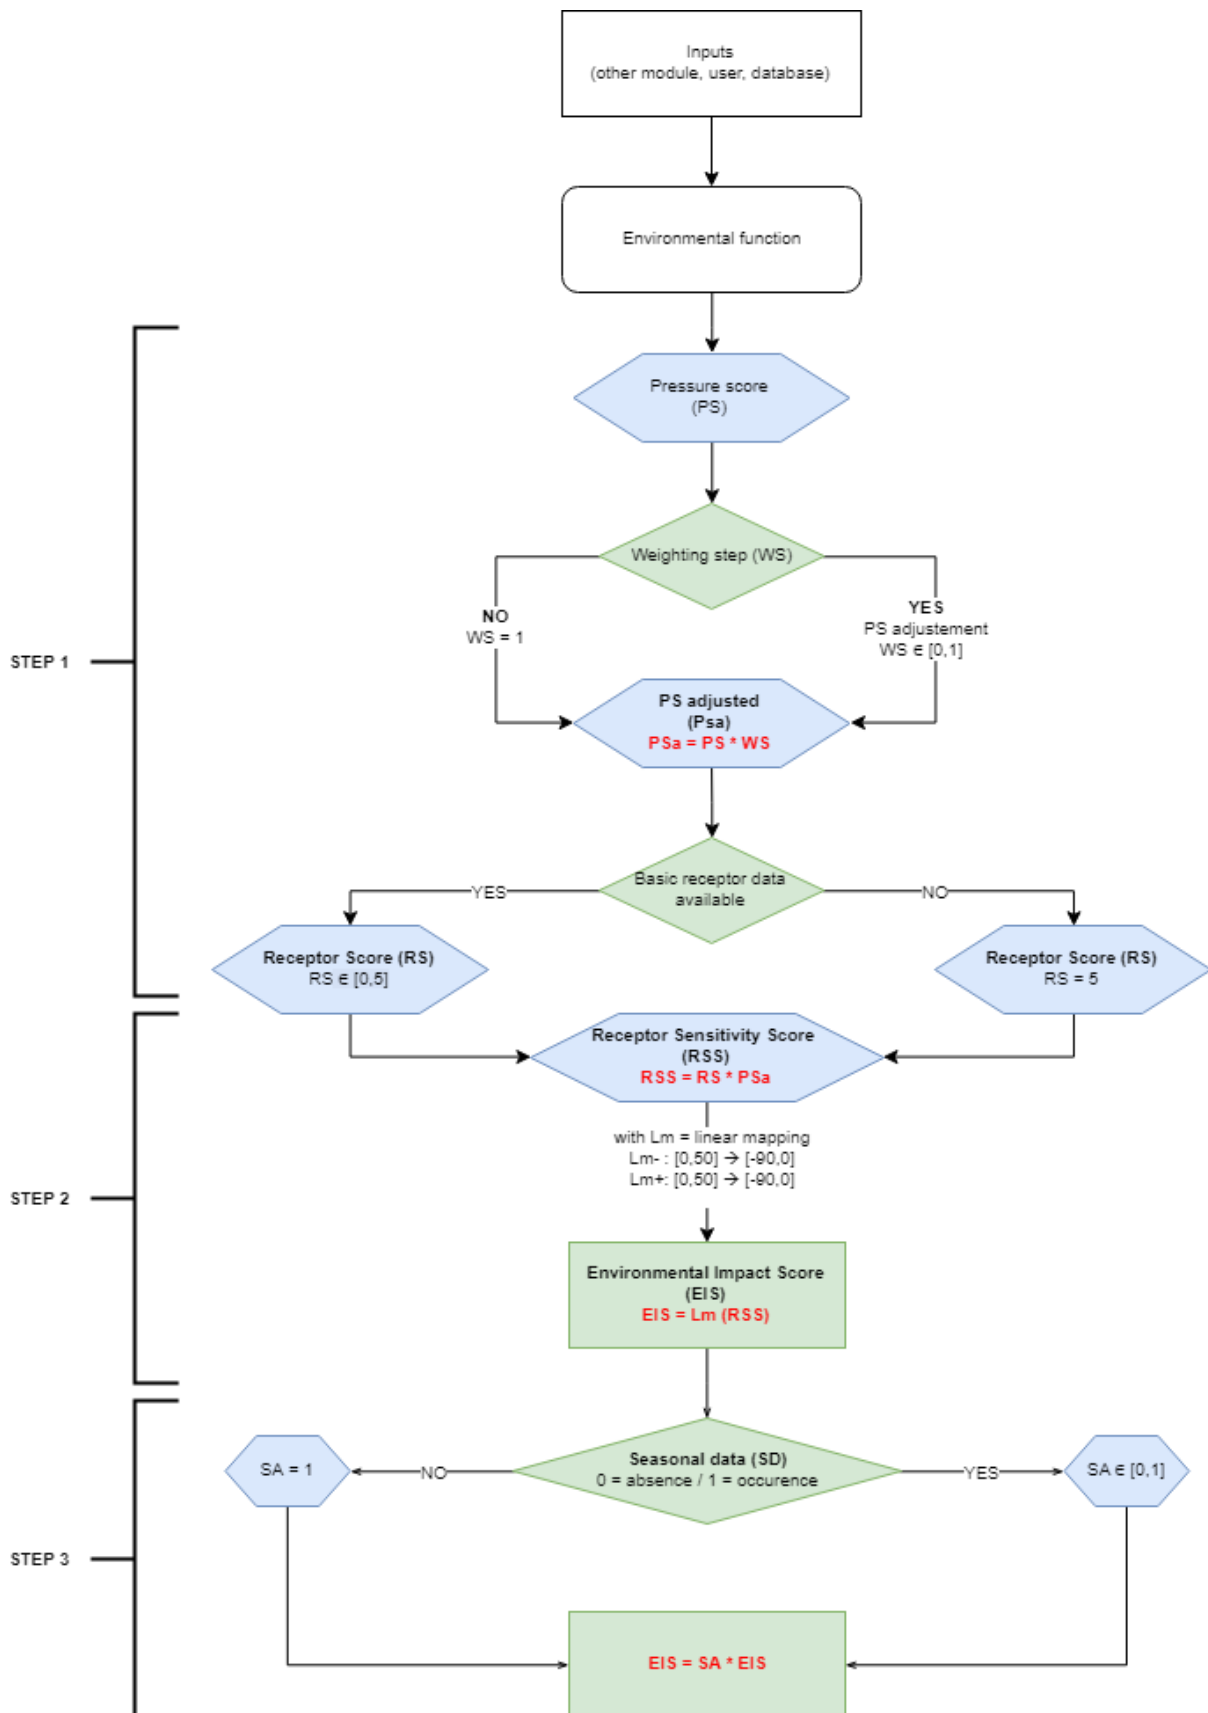 Inputs
(other module, user, database)
Environmental function
Pressure score
(PS)
Weighting step (WS)
NO
WS = 1
YES
PS adjustement
WS ∈ [0,1]
STEP 1
PS adjusted
(Psa)
PSa = PS * WS
Basic receptor data
available
YES
NO
Receptor Score (RS)
RS ∈ [0,5]
Receptor Score (RS)
RS = 5
Receptor Sensitivity Score
(RSS)
RSS = RS * PSa
with Lm = linear mapping
Lm- : [0,50] → [-90,0]
Lm+: [0,50] → [-90,0]
STEP 2
Environmental Impact Score
(EIS)
EIS = Lm (RSS)
Seasonal data (SD)
0 = absence / 1 = occurence
SA = 1
NO
YES
SA ∈ [0,1]
STEP 3
EIS = SA * EIS